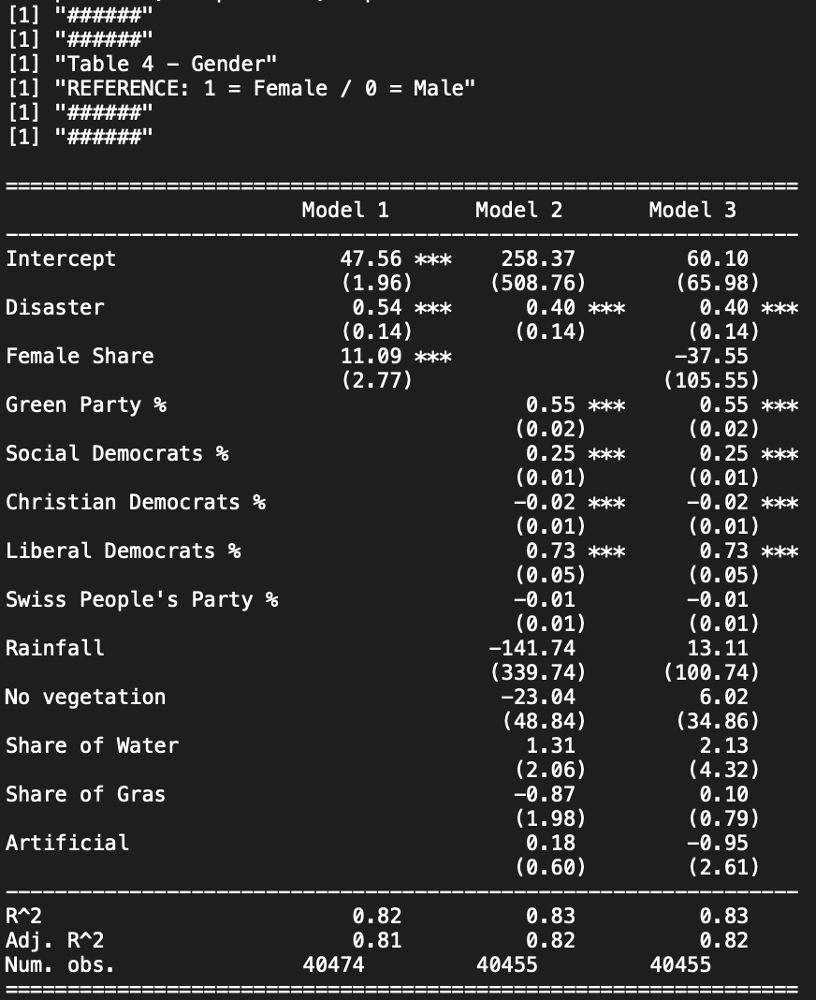 [1] "######"
[1] "######"
[1] "Table 4 - Gender"
[1] "REFERENCE: 1 = Female / 0 = Male"
[1] "######"
[1] "######"
=================================================================
Model 1 Model 2 Model 3
-----------------------------------------------------------------
Intercept 47.56 *** 258.37 60.10
(1.96) (508.76) (65.98)
Disaster 0.54 *** 0.40 *** 0.40 ***
(0.14) (0.14) (0.14)
Female Share 11.09 *** -37.55
(2.77) (105.55)
Green Party % 0.55 *** 0.55 ***
(0.02) (0.02)
Social Democrats % 0.25 *** 0.25 ***
(0.01) (0.01)
Christian Democrats % -0.02 *** -0.02 ***
(0.01) (0.01)
Liberal Democrats % 0.73 *** 0.73 ***
(0.05) (0.05)
Swiss People's Party % -0.01 -0.01
(0.01) (0.01)
Rainfall -141.74 13.11
(339.74) (100.74)
No vegetation -23.04 6.02
(48.84) (34.86)
Share of Water 1.31 2.13
(2.06) (4.32)
Share of Gras -0.87 0.10
(1.98) (0.79)
Artificial 0.18 -0.95
(0.60) (2.61)
-----------------------------------------------------------------
R^2 0.82 0.83 0.83
Adj. R^2 0.81 0.82 0.82
Num. obs. 40474 40455 40455
=================================================================